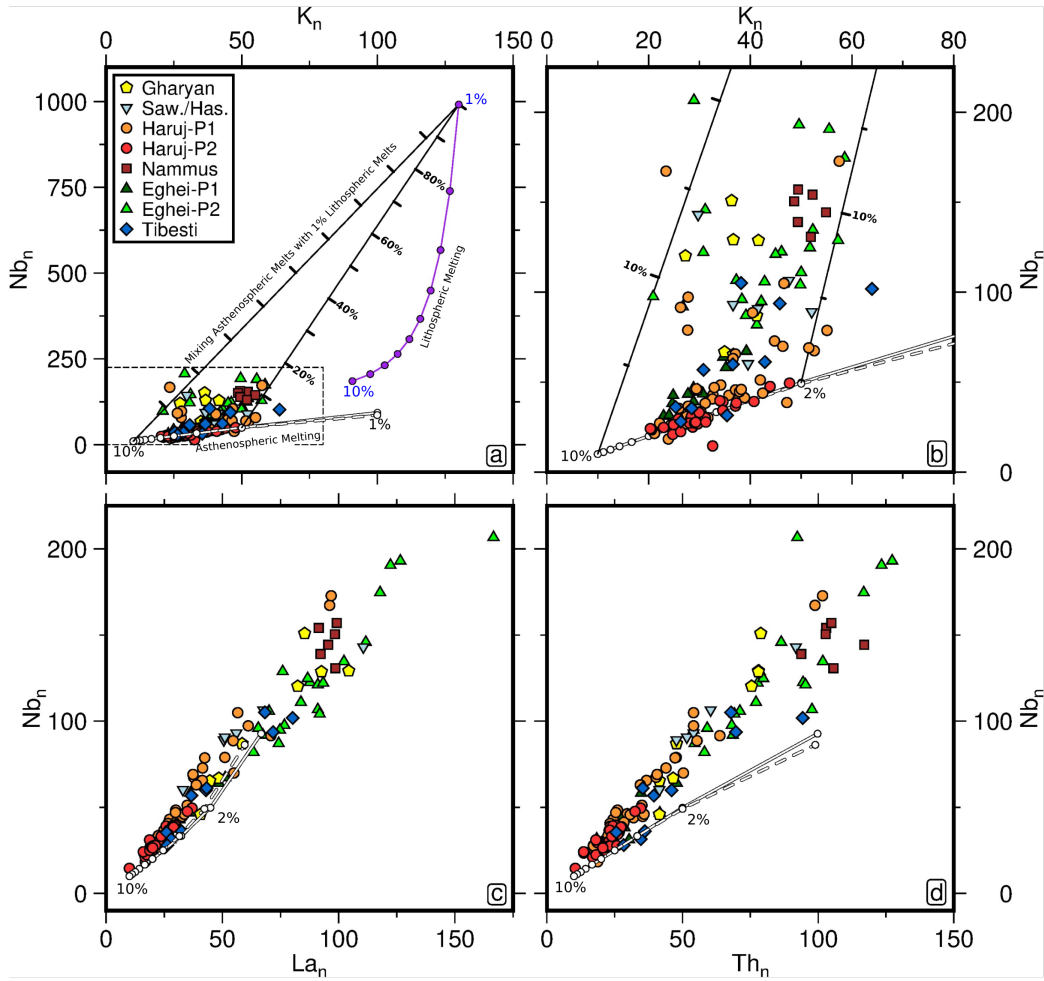 Kn
Kn
0
50
100
150
0
20
40
60
80
Gharyan
Saw./Has.
Haruj-P1
Haruj-P2
Nammus
Eghei-P1
Eghei-P2
Tibesti
Nbn
1000
750
500
250
0
1%
80%
60%
40%
20%
Mixing Asthenospheric Melts with 1% Lithospheric Melts
Lithospheric Melting
10%
10%
Asthenospheric Melting
1%
a
10%
10%
2%
10%
b
200
100
0
Nbn
Nbn
200
100
0
2%
10%
c
0
50
100
150
Lan
2%
10%
d
200
100
0
Nbn
0
50
100
150
Thn